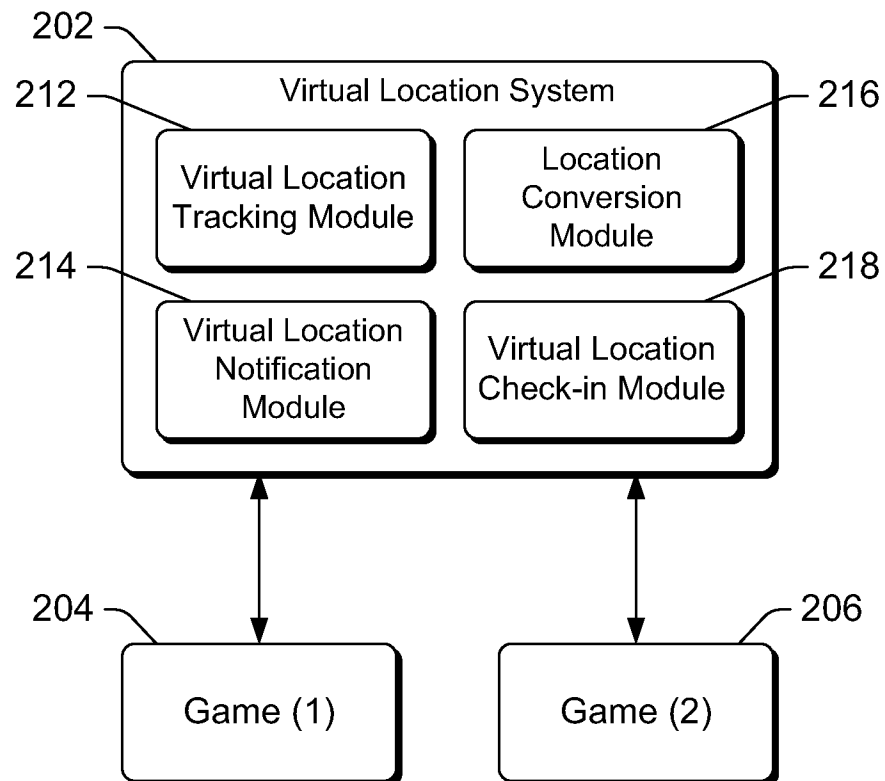 202
Virtual Location System
212
216
Virtual Location
Tracking Module
Location
Conversion
Module
214
218
Virtual Location
Notification
Module
Virtual Location
Check-in Module
204
206
Game (1)
Game (2)